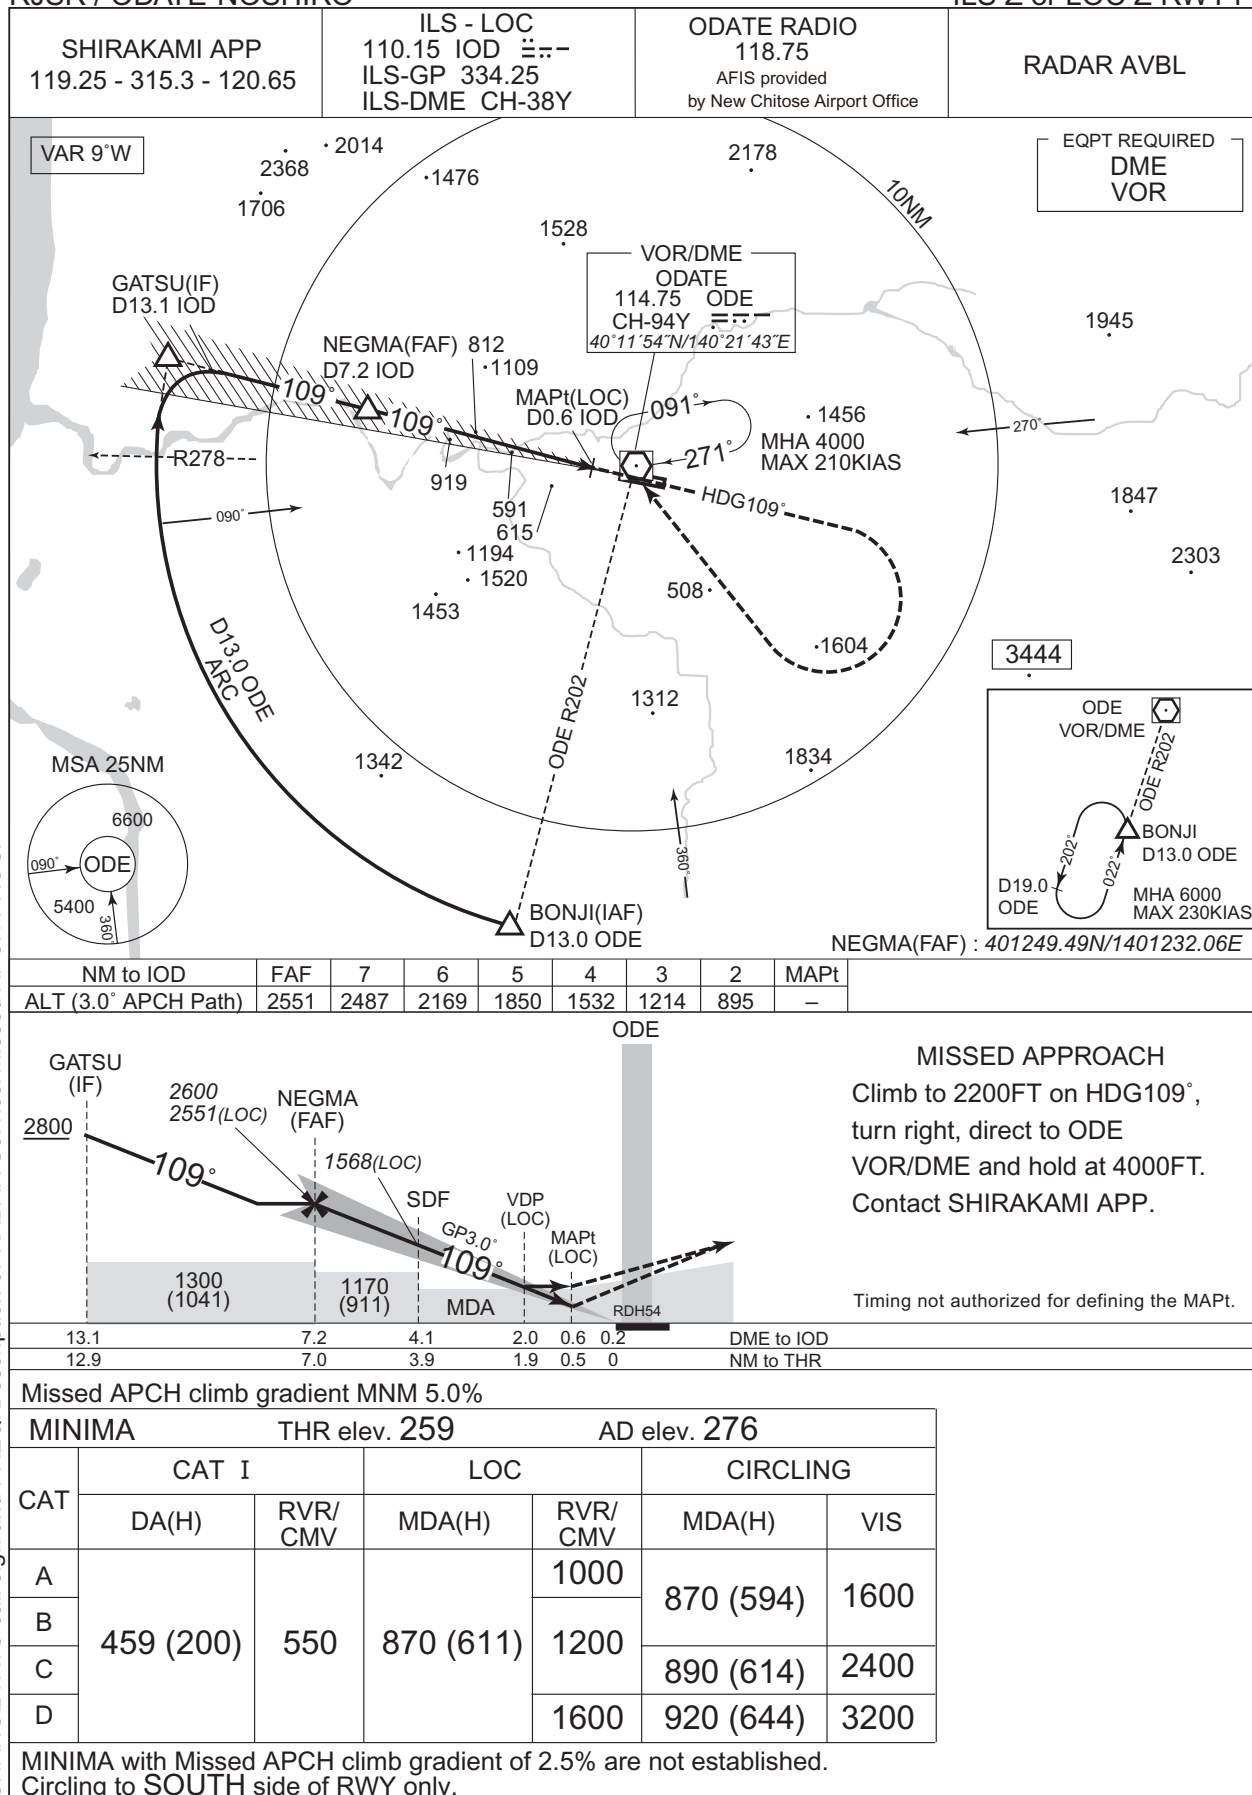 RJSR / ODATE-NOSHIRO
ILS Z or LOC Z RWY11
SHIRAKAMI APP
119.25 - 315.3 - 120.65
ILS - LOC
110.15 IOD
ILS-GP 334.25
ILS-DME CH-38Y
ODATE RADIO
118.75
AFIS provided
by New Chitose Airport Office
RADAR AVBL
VAR 9°W
2368
2014
1706
1476
1528
2178
10NM
EQPT REQUIRED
DME
VOR
VOR/DME
ODATE
114.75 ODE
CH-94Y
40°11´54˝N/140°21´43˝E
GATSU(IF)
D13.1 IOD
NEGMA(FAF)
D7.2 IOD
812
1109
MAPt(LOC)
D0.6 IOD
1945
109°
109°
091°
271°
1456
MHA 4000
MAX 210KIAS
270°
R278
919
591
615
HDG109°
1847
090°
1194
1520
1453
508
2303
1604
3444
D13.0 ODE
ARC
ODE R202
1312
1342
1834
MSA 25NM
6600
090°
ODE
5400
360°
360°
BONJI(IAF)
D13.0 ODE
ODE
VOR/DME
ODE R202
BONJI
D13.0 ODE
202°
022°
D19.0
ODE
MHA 6000
MAX 230KIAS
NEGMA(FAF) : 401249.49N/1401232.06E
NM to IOD FAF 7 6 5 4 3 2 MAPt
ALT (3.0° APCH Path) 2551 2487 2169 1850 1532 1214 895 –
ODE
GATSU
(IF)
2800
109°
2600
2551(LOC)
NEGMA
(FAF)
1568(LOC)
SDF
GP3.0°
109°
VDP
(LOC)
MAPt
(LOC)
1300
(1041)
1170
(911)
MDA
RDH54
13.1 7.2 4.1 2.0 0.6 0.2 DME to IOD
12.9 7.0 3.9 1.9 0.5 0 NM to THR
MISSED APPROACH
Climb to 2200FT on HDG109°,
turn right, direct to ODE
VOR/DME and hold at 4000FT.
Contact SHIRAKAMI APP.
Timing not authorized for defining the MAPt.
Missed APCH climb gradient MNM 5.0%
MINIMA THR elev. 259 AD elev. 276
CAT CAT I LOC CIRCLING
DA(H) RVR/CMV MDA(H) RVR/CMV MDA(H) VIS
A 459 (200) 550 870 (611) 1000 870 (594) 1600
B 1200
C 890 (614) 2400
D 1600 920 (644) 3200
MINIMA with Missed APCH climb gradient of 2.5% are not established.
Circling to SOUTH side of RWY only.